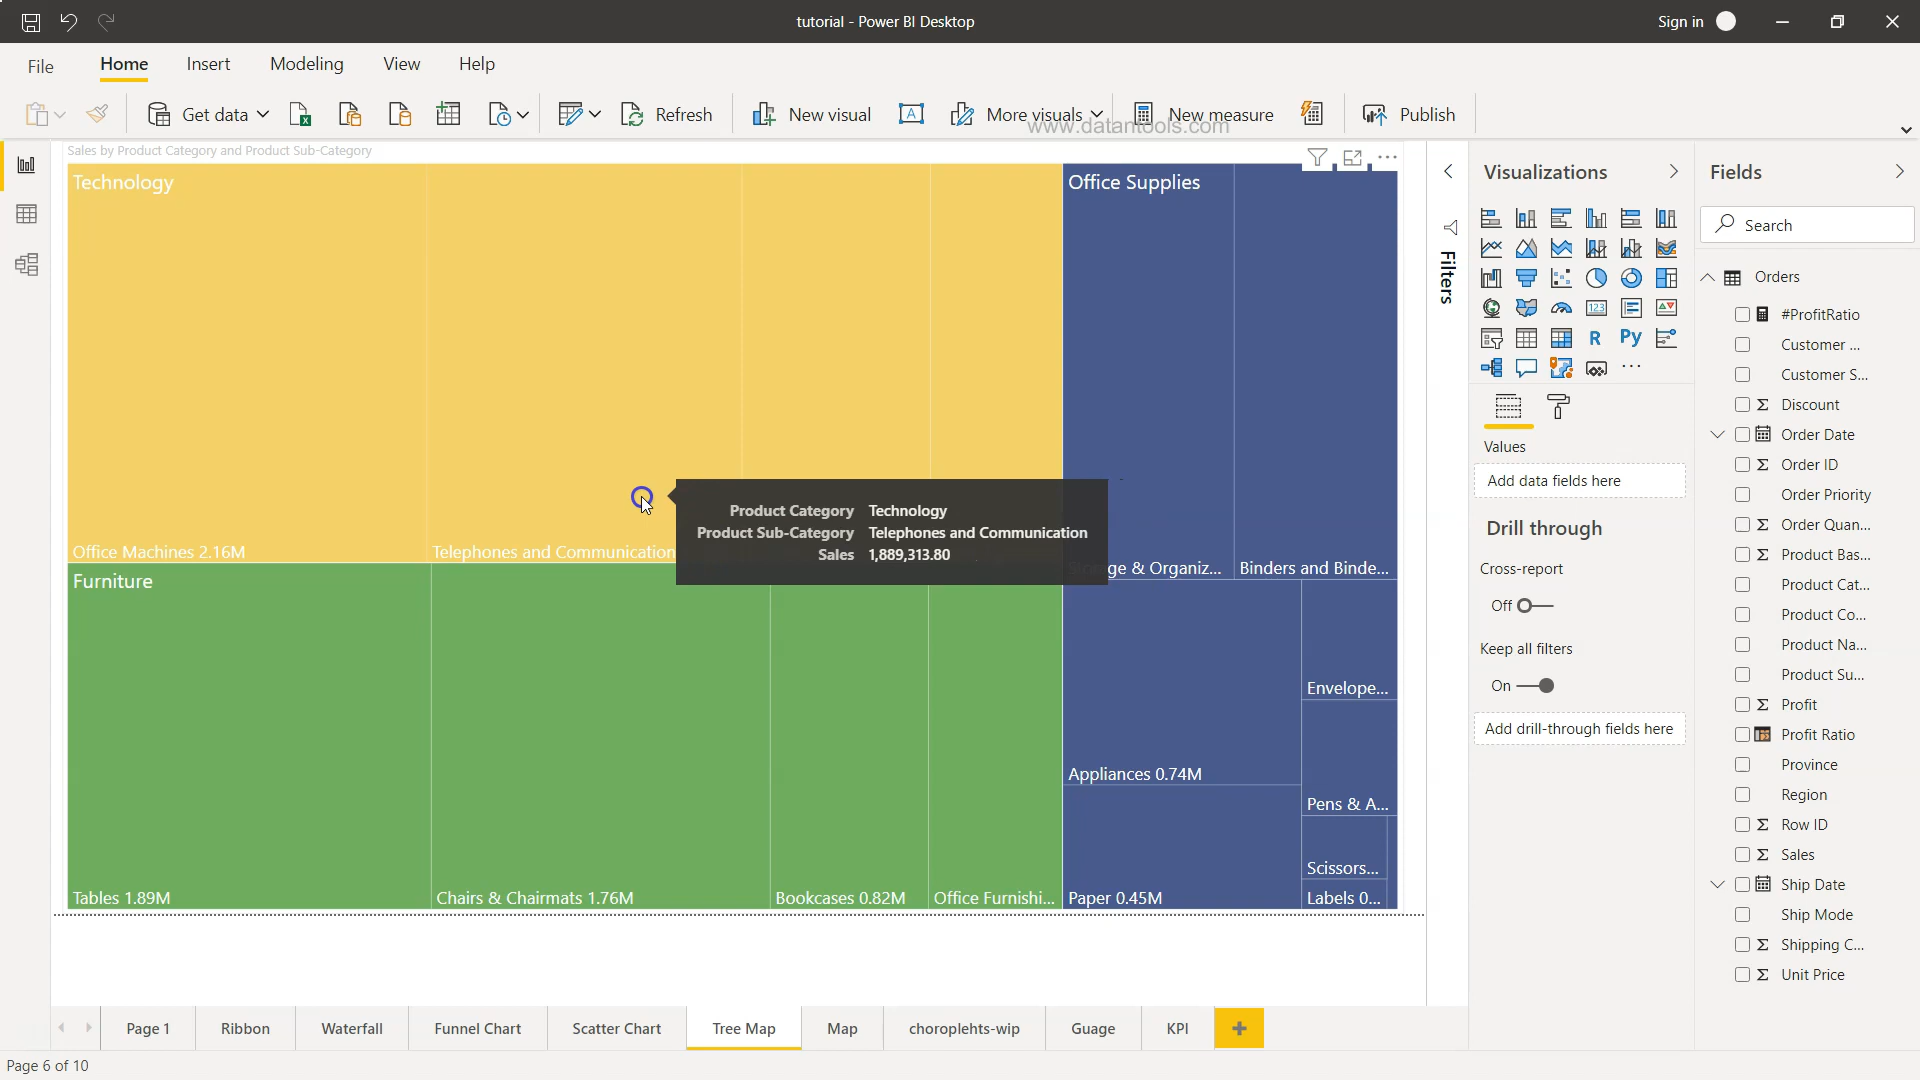 tutorial - Power BI Desktop
Sign in
File Home Insert Modeling View Help
Get data
Refresh
New visual
More visuals
New measure
Publish
www.datantools.com
Sales by Product Category and Product Sub-Category
Technology
Office Supplies
Product Category Technology
Product Sub-Category Telephones and Communication
Sales 1,889,313.80
Office Machines 2.16M
Telephones and Communication
ge & Organiz...
Binders and Binde...
Furniture
Envelope...
Appliances 0.74M
Pens & A...
Scissors...
Tables 1.89M
Chairs & Chairmats 1.76M
Bookcases 0.82M
Office Furnishi...
Paper 0.45M
Labels 0...
Filters
Visualizations
123
R
Py
Values
Add data fields here
Drill through
Cross-report
Off
Keep all filters
On
Add drill-through fields here
Fields
Search
Orders
#ProfitRatio
Customer ...
Customer S...
Discount
Order Date
Order ID
Order Priority
Order Quan...
Product Bas...
Product Cat...
Product Co...
Product Na...
Product Su...
Profit
Profit Ratio
Province
Region
Row ID
Sales
Ship Date
Ship Mode
Shipping C...
Unit Price
Page 1 Ribbon Waterfall Funnel Chart Scatter Chart Tree Map Map choroplehts-wip Guage KPI
Page 6 of 10